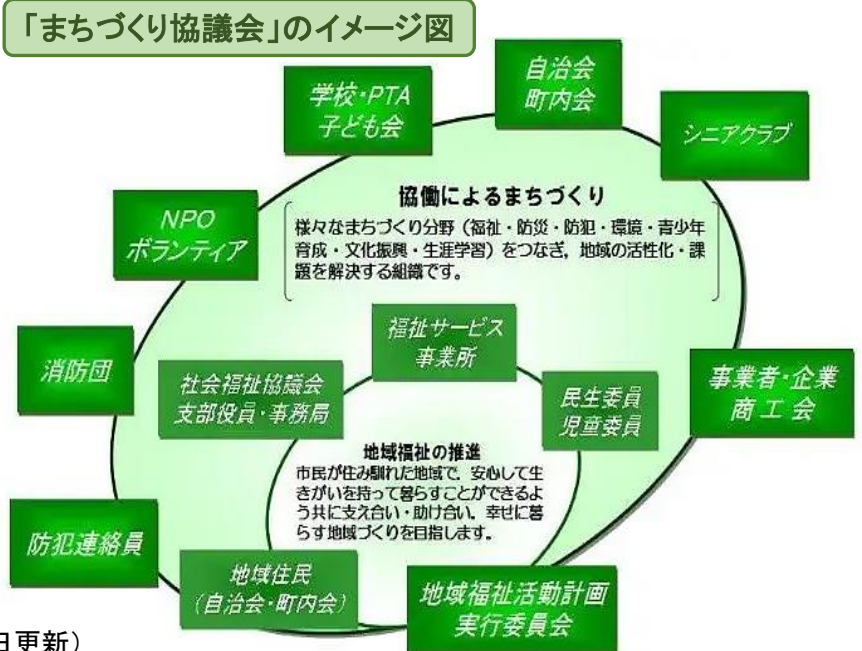 「まちづくり協議会」のイメージ図
自治会
町内会
学校・PTA
子ども会
シニアクラブ
協働によるまちづくり
様々なまちづくり分野（福祉・防災・防犯・環境・青少年
育成・文化振興・生涯学習）をつなぎ，地域の活性化・課
題を解決する組織です。
NPO
ボランティア
福祉サービス
事業所
消防団
社会福祉協議会
支部役員・事務局
民生委員
児童委員
事業者・企業
商工会
地域福祉の推進
市民が住み馴れた地域で，安心して生
きがいを持って暮らすことができるよ
う共に支え合い・助け合い，幸せに暮
らす地域づくりを目指します。
防犯連絡員
地域住民
（自治会・町内会）
地域福祉活動計画
実行委員会
日更新）